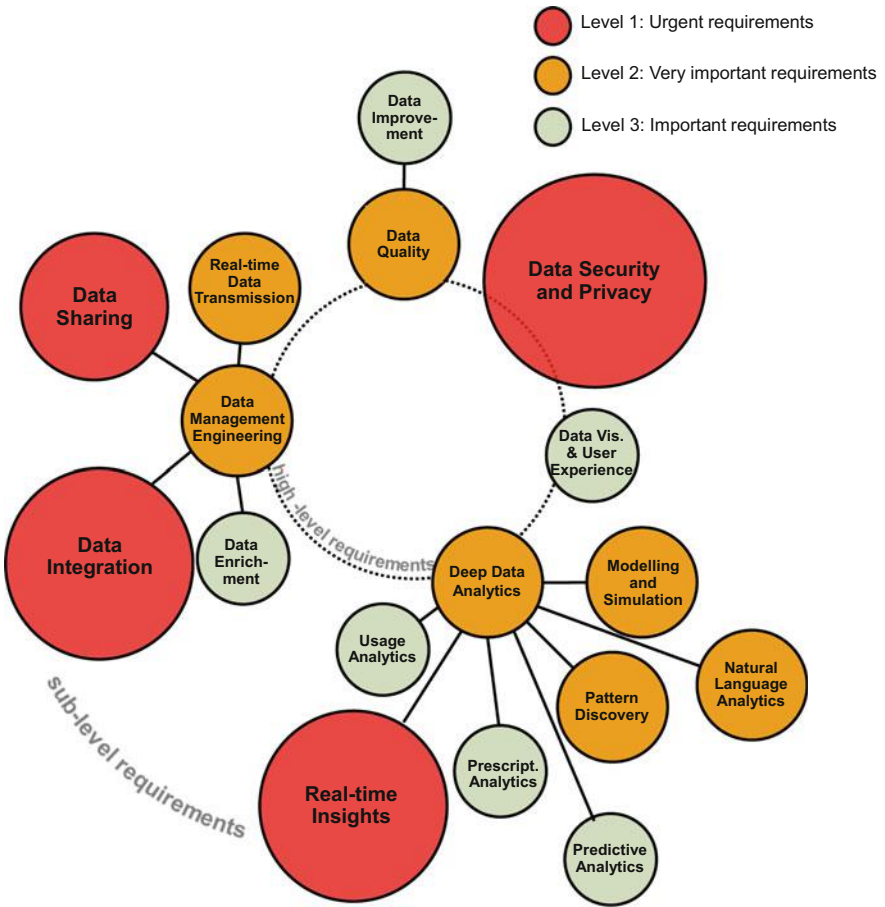 Level 1: Urgent requirements
Level 2: Very important requirements
Level 3: Important requirements
Data
Improve-
ment
Data
Quality
Data Security
and Privacy
Real-time
Data
Transmission
Data
Sharing
Data
Management
Engineering
Data Vis.
& User
Experience
high -level requirements
Data
Integration
Data
Enrich-
ment
Deep Data
Analytics
Modelling
and
Simulation
Usage
Analytics
Natural
Language
Analytics
Pattern
Discovery
sub-level requirements
Prescript.
Analytics
Real-time
Insights
Predictive
Analytics